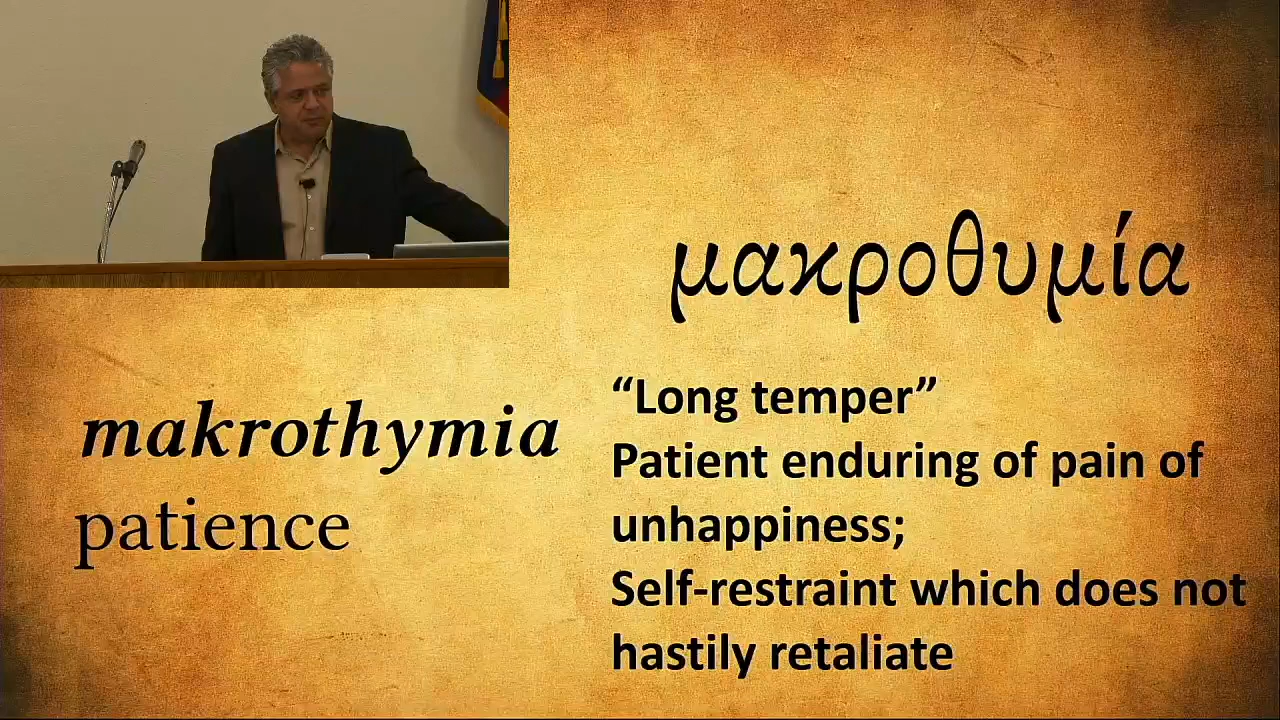 μακροθυμία
makrothymia
patience
“Long temper”
Patient enduring of pain of
unhappiness;
Self-restraint which does not
hastily retaliate